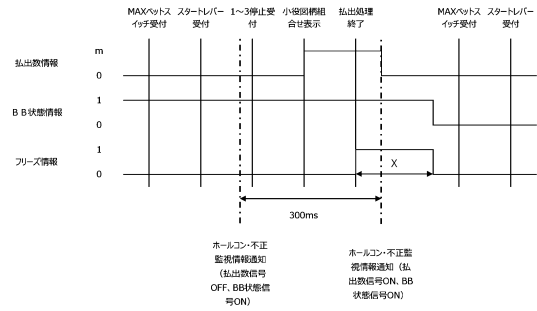 MAXベットス
イッチ受付
スタートレバー
受付
1~3停止受
付
小役図柄組
合せ表示
払出処理
終了
MAXベットス
イッチ受付
スタートレバー
受付
払出数情報
m
0
BB状態情報
1
0
フリーズ情報
1
0
X
300ms
ホールコン・不正
監視情報通知
(払出数信号
OFF、BB状態信
号ON)
ホールコン・不正監
視情報通知(払
出数信号ON、BB
状態信号ON)